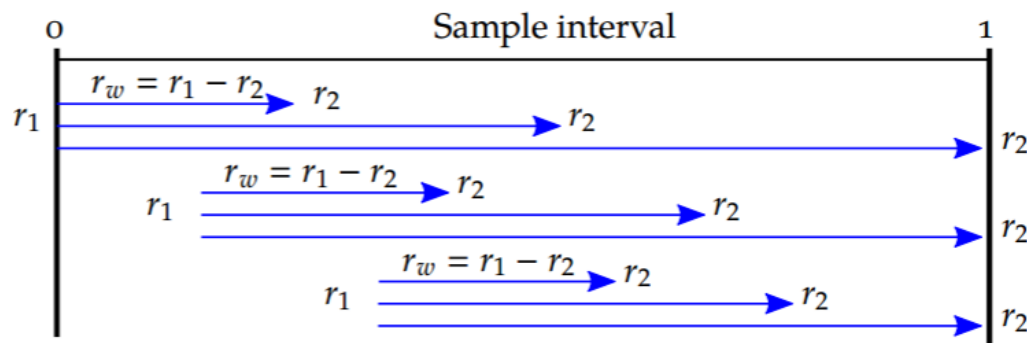 0 Sample interval 1
r_w = r_1 − r_2 r_2
r_1 r_2
r_2
r_w = r_1 − r_2 r_2
r_1 r_2
r_2
r_w = r_1 − r_2 r_2
r_1 r_2
r_2